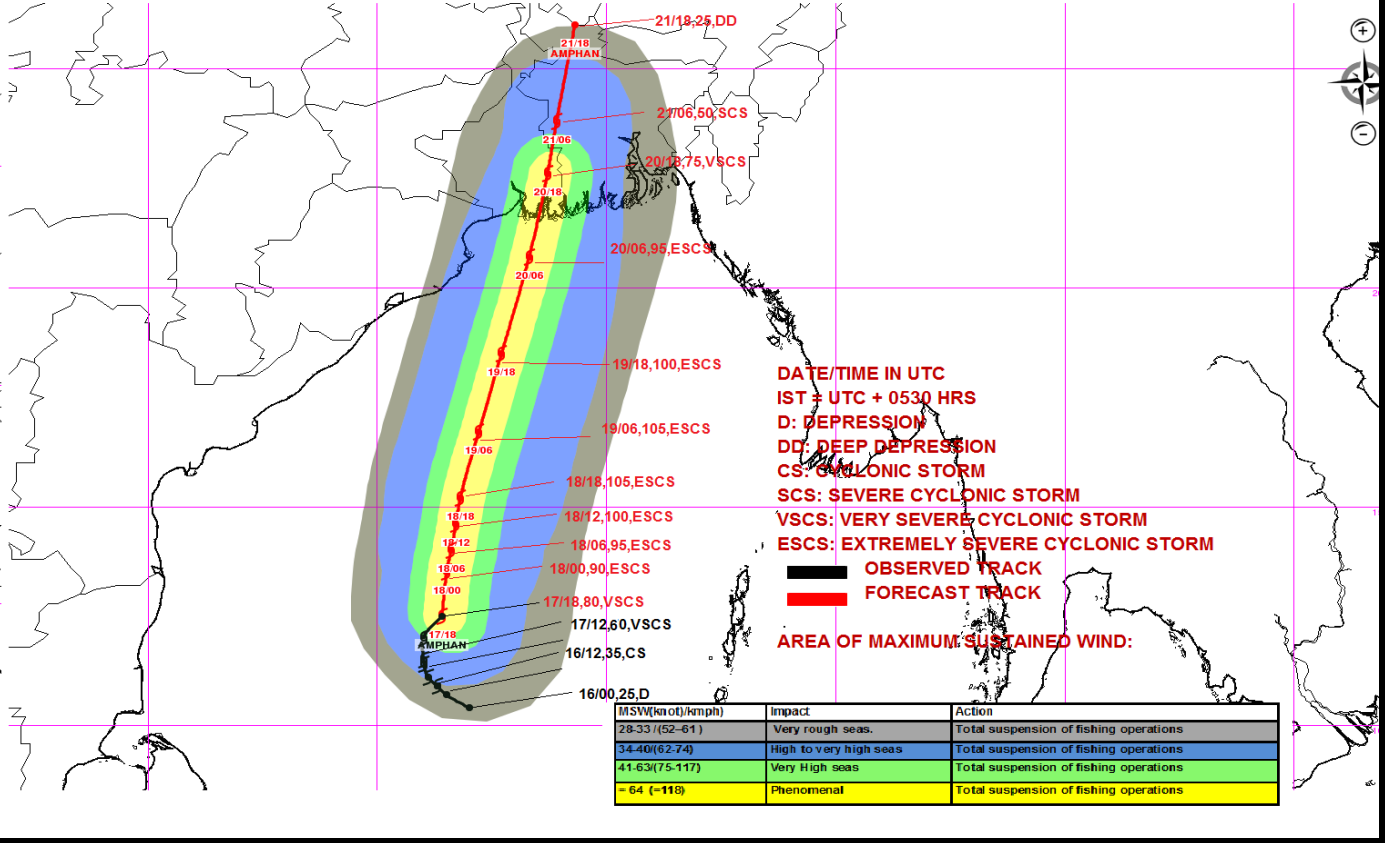 21/18,25,DD
21/18
AMPHAN
7
21/06,50,SCS
21/06
20/18,75,VSCS
20/18
20/06,95,ESCS
20/06
19/18,100,ESCS
19/18
19/06,105,ESCS
19/06
18/18,105,ESCS
18/18
18/12,100,ESCS
18/12
18/06,95,ESCS
18/06
18/00,90,ESCS
18/00
17/18,80,VSCS
17/18
AMPHAN
17/12,60,VSCS
16/12,35,CS
16/00,25,D
DATE/TIME IN UTC
IST = UTC + 0530 HRS
D: DEPRESSION
DD: DEEP DEPRESSION
CS: CYCLONIC STORM
SCS: SEVERE CYCLONIC STORM
VSCS: VERY SEVERE CYCLONIC STORM
ESCS: EXTREMELY SEVERE CYCLONIC STORM
OBSERVED TRACK
FORECAST TRACK
AREA OF MAXIMUM SUSTAINED WIND:
MSW(knot)/kmph) Impact Action
28-33 /(52–61 ) Very rough seas. Total suspension of fishing operations
34-40/(62-74) High to very high seas Total suspension of fishing operations
41-63/(75-117) Very High seas Total suspension of fishing operations
= 64 (=118) Phenomenal Total suspension of fishing operations